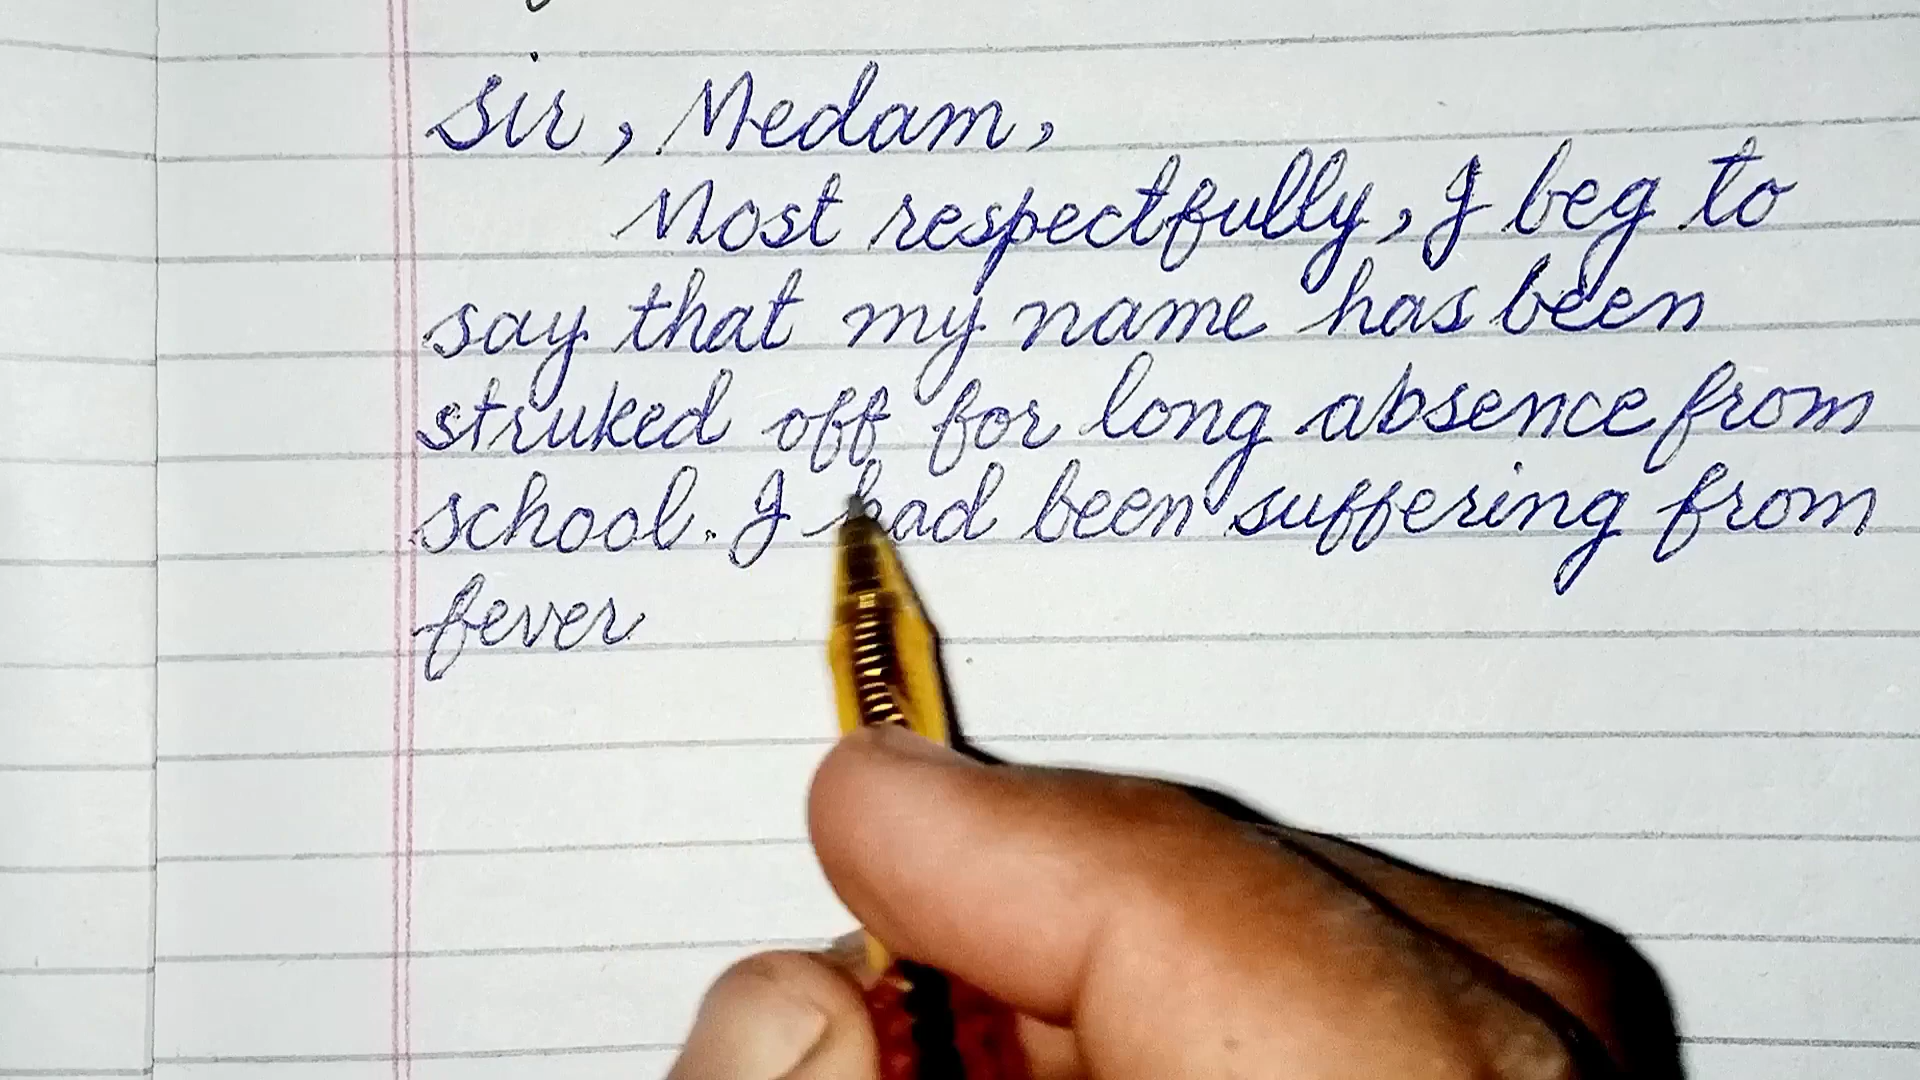 Sir, Medam,
Most respectfully, I beg to
say that my name has been
struked off for long absence from
school. I had been suffering from
fever